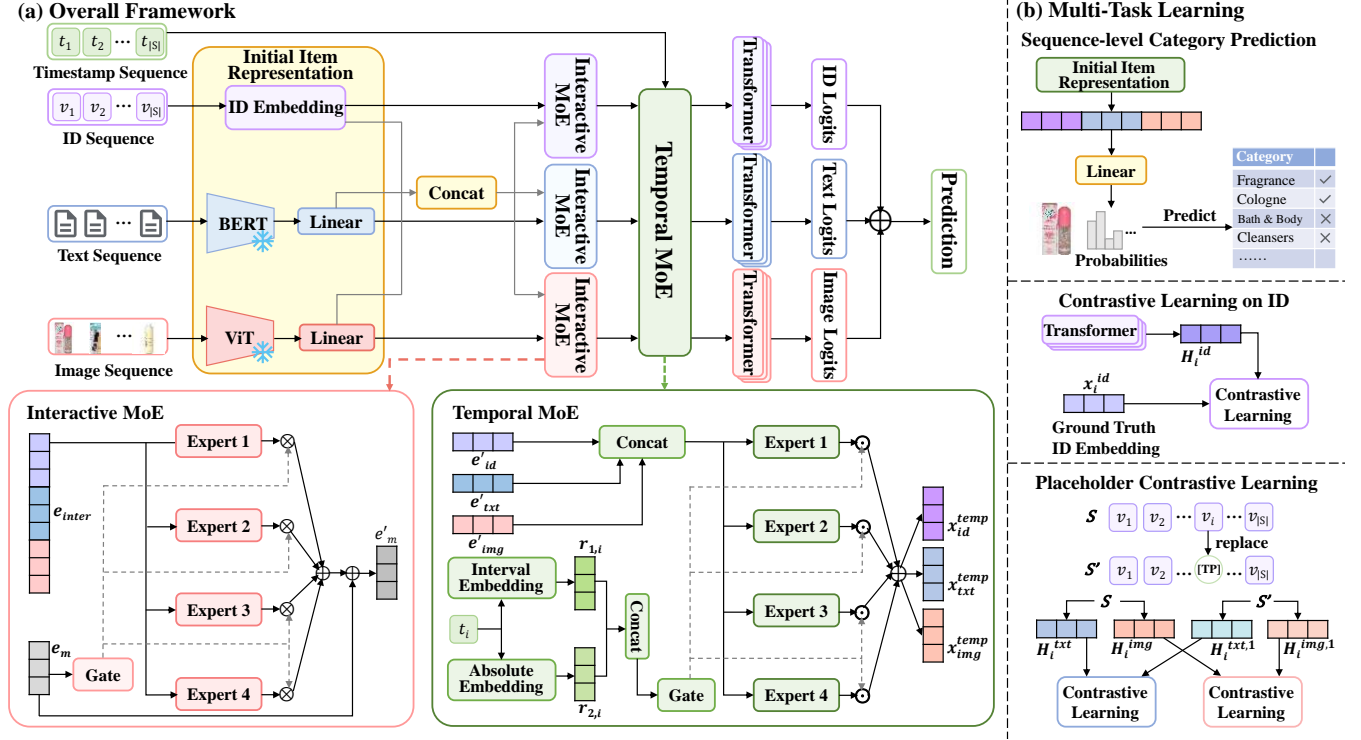 (a) Overall Framework
t1 t2 ⋯ t|S|
Timestamp Sequence
v1 v2 ⋯ v|S|
ID Sequence
⋯
Text Sequence
⋯
Image Sequence
Initial Item
Representation
ID Embedding
BERT
Linear
ViT
Linear
Concat
Interactive
MoE
Interactive
MoE
Interactive
MoE
Temporal MoE
Transformer
Transformer
Transformer
ID Logits
Text Logits
Image Logits
Prediction
Interactive MoE
e_inter
e_m
Gate
Expert 1
Expert 2
Expert 3
Expert 4
e'_m
Temporal MoE
e'_id
e'_txt
e'_img
Concat
Interval
Embedding
t_i
Absolute
Embedding
r_1,i
r_2,i
Concat
Gate
Expert 1
Expert 2
Expert 3
Expert 4
x_id^temp
x_txt^temp
x_img^temp
(b) Multi-Task Learning
Sequence-level Category Prediction
Initial Item
Representation
Linear
...
Probabilities
Predict
Category
Fragrance ✓
Cologne ✓
Bath & Body ✕
Cleansers ✕
……
Contrastive Learning on ID
Transformer
H_i^id
x_i^id
Ground Truth
ID Embedding
Contrastive
Learning
Placeholder Contrastive Learning
S v1 v2 ⋯ v_i ⋯ v|S|
replace
S' v1 v2 ⋯ [TP] ⋯ v|S|
S S'
H_i^txt H_i^img H_i^txt,1 H_i^img,1
Contrastive
Learning
Contrastive
Learning